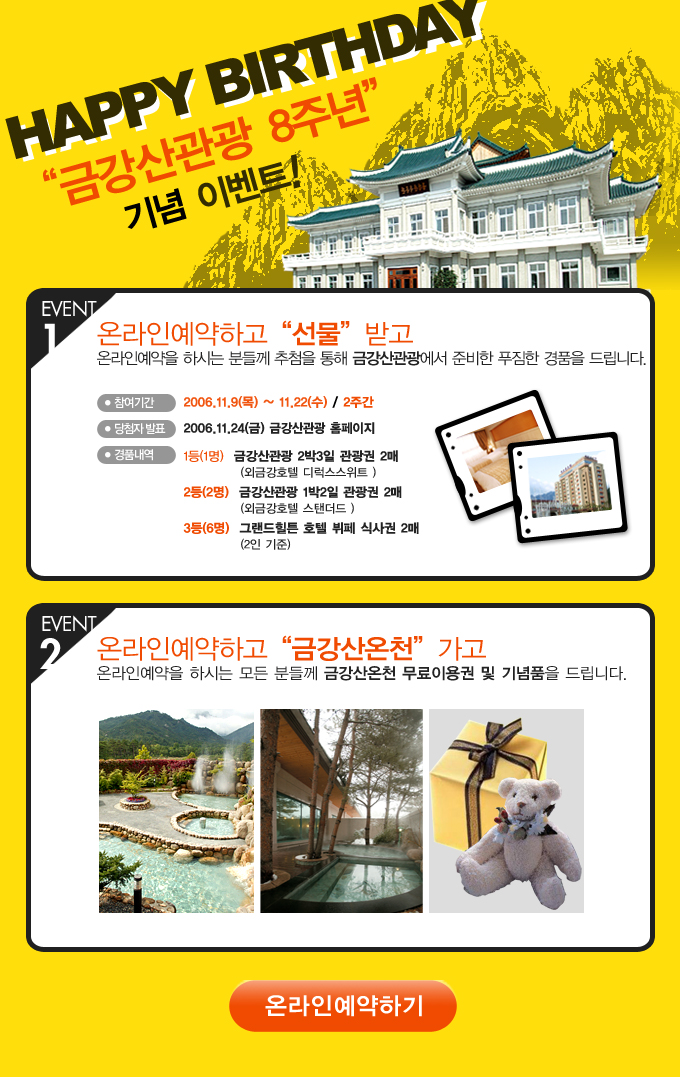 HAPPY BIRTHDAY
“금강산관광 8주년”
기념 이벤트!
EVENT
1
온라인예약하고 “선물” 받고
온라인예약을 하시는 분들께 추첨을 통해 금강산관광에서 준비한 푸짐한 경품을 드립니다.
● 참여기간 2006.11.9(목) ~ 11.22(수) / 2주간
● 당첨자 발표 2006.11.24(금) 금강산관광 홈페이지
● 경품내역 1등(1명) 금강산관광 2박3일 관광권 2매
(외금강호텔 디럭스스위트 )
2등(2명) 금강산관광 1박2일 관광권 2매
(외금강호텔 스탠더드 )
3등(6명) 그랜드힐튼 호텔 뷔페 식사권 2매
(2인 기준)
EVENT
2
온라인예약하고 “금강산온천” 가고
온라인예약을 하시는 모든 분들께 금강산온천 무료이용권 및 기념품을 드립니다.
온라인예약하기